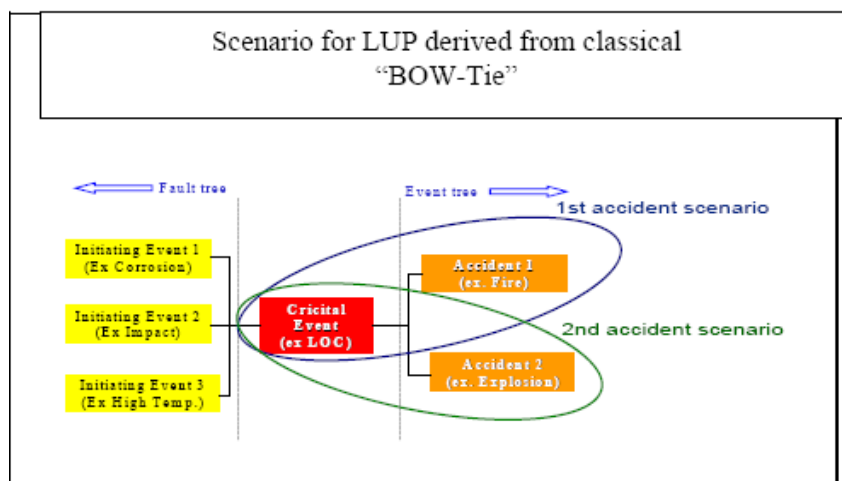 Scenario for LUP derived from classical
“BOW-Tie”
Fault tree
Event tree
1st accident scenario
Initiating Event 1
(Ex Corrosion)
Accident 1
(ex. Fire)
Initiating Event 2
(Ex Impact)
Cricital
Event
(ex LOC)
2nd accident scenario
Accident 2
(ex. Explosion)
Initiating Event 3
(Ex High Temp.)